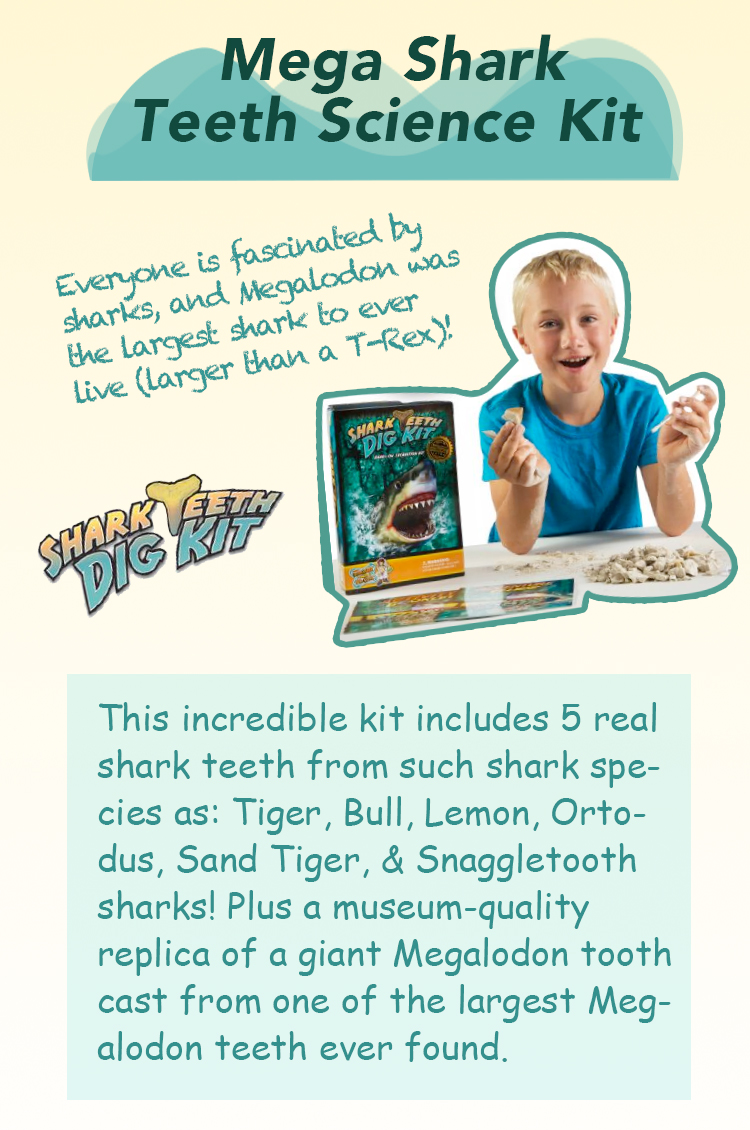 Mega Shark
Teeth Science Kit
Everyone is fascinated by
sharks, and Megalodon was
the largest shark to ever
live (larger than a T-Rex)!
SHARK TEETH
DIG KIT
SHARK TEETH
DIG KIT
This incredible kit includes 5 real
shark teeth from such shark spe-
cies as: Tiger, Bull, Lemon, Orto-
dus, Sand Tiger, & Snaggletooth
sharks! Plus a museum-quality
replica of a giant Megalodon tooth
cast from one of the largest Meg-
alodon teeth ever found.